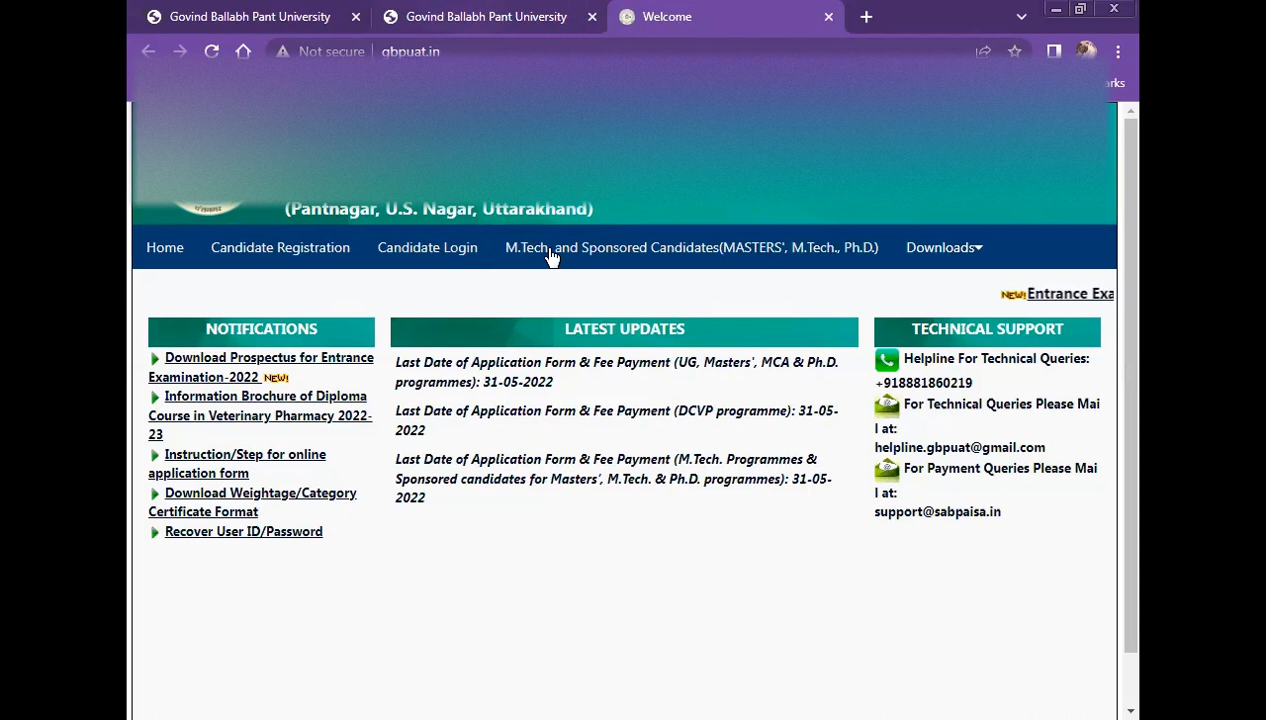 Govind Ballabh Pant University
Govind Ballabh Pant University
Welcome
Not secure
gbpuat.in
arks
(Pantnagar, U.S. Nagar, Uttarakhand)
Home
Candidate Registration
Candidate Login
M.Tech. and Sponsored Candidates(MASTERS', M.Tech., Ph.D.)
Downloads
NEW! Entrance Exa
NOTIFICATIONS
Download Prospectus for Entrance
Examination-2022 NEW!
Information Brochure of Diploma
Course in Veterinary Pharmacy 2022-
23
Instruction/Step for online
application form
Download Weightage/Category
Certificate Format
Recover User ID/Password
LATEST UPDATES
Last Date of Application Form & Fee Payment (UG, Masters', MCA & Ph.D.
programmes): 31-05-2022
Last Date of Application Form & Fee Payment (DCVP programme): 31-05-
2022
Last Date of Application Form & Fee Payment (M.Tech. Programmes &
Sponsored candidates for Masters', M.Tech. & Ph.D. programmes): 31-05-
2022
TECHNICAL SUPPORT
Helpline For Technical Queries:
+918881860219
For Technical Queries Please Mai
l at:
helpline.gbpuat@gmail.com
For Payment Queries Please Mai
l at:
support@sabpaisa.in